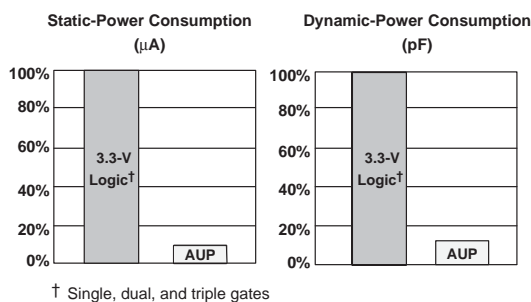 Static-Power Consumption
(μA)
100%
80%
60%
40%
20%
0%
3.3-V
Logic†
AUP
Dynamic-Power Consumption
(pF)
100%
80%
60%
40%
20%
0%
3.3-V
Logic†
AUP
† Single, dual, and triple gates